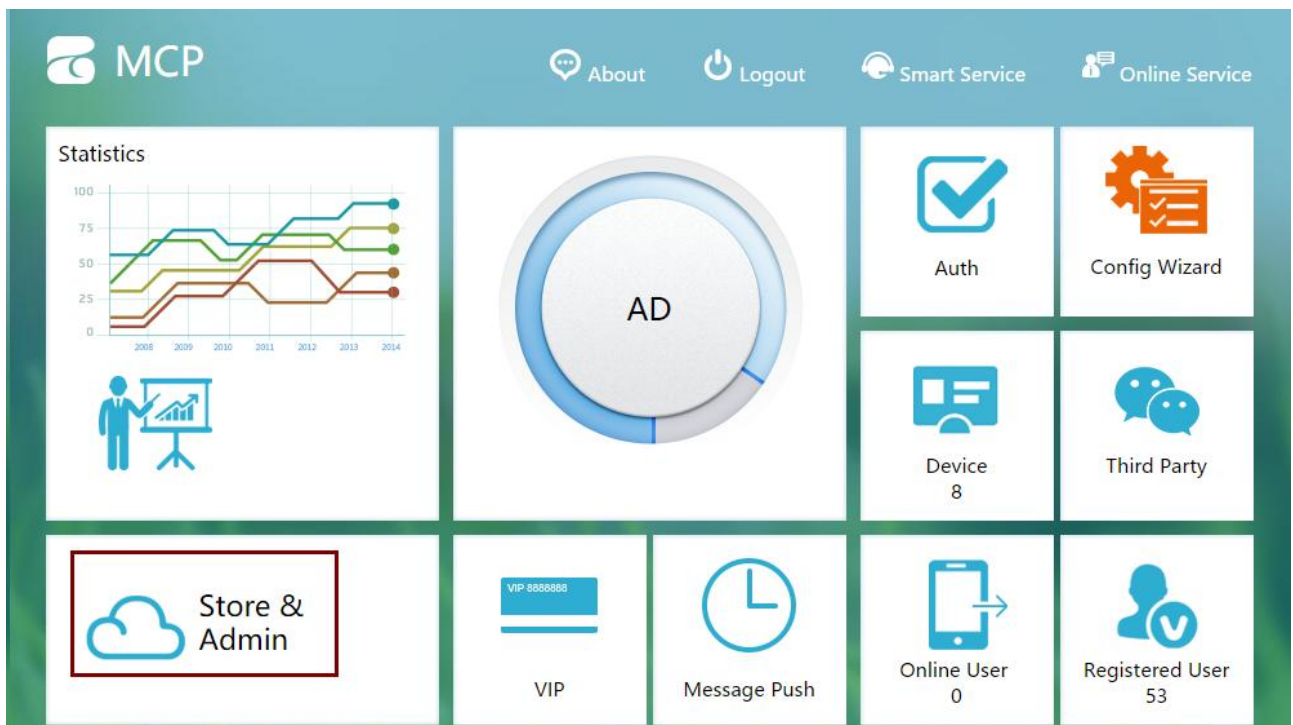 MCP
About
Logout
Smart Service
Online Service
Statistics
100
75
50
25
0
2008 2009 2010 2011 2012 2013 2014
AD
Auth
Config Wizard
Device
8
Third Party
Store &
Admin
VIP 8888888
VIP
Message Push
Online User
0
Registered User
53